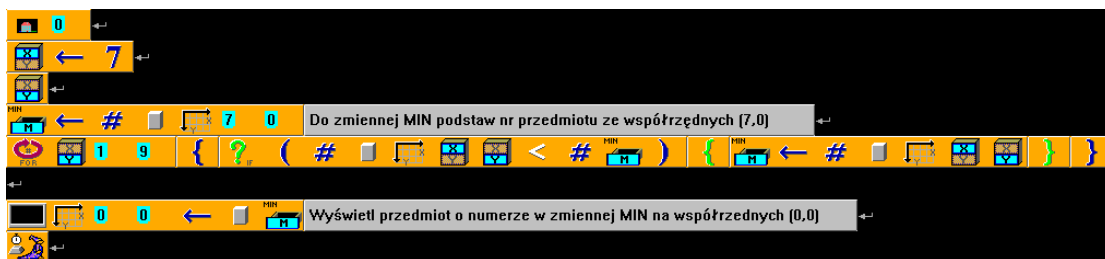 0
X Y ← 7
X Y
MIN M ← # X Y 7 0 Do zmiennej MIN podstaw nr przedmiotu ze współrzędnych (7,0)
FOR X Y 1 9 { ? IF ( # X Y X Y X Y < # MIN M ) { MIN M ← # X Y X Y X Y } }
X Y 0 0 ← MIN M Wyświetl przedmiot o numerze w zmiennej MIN na współrzednych (0,0)